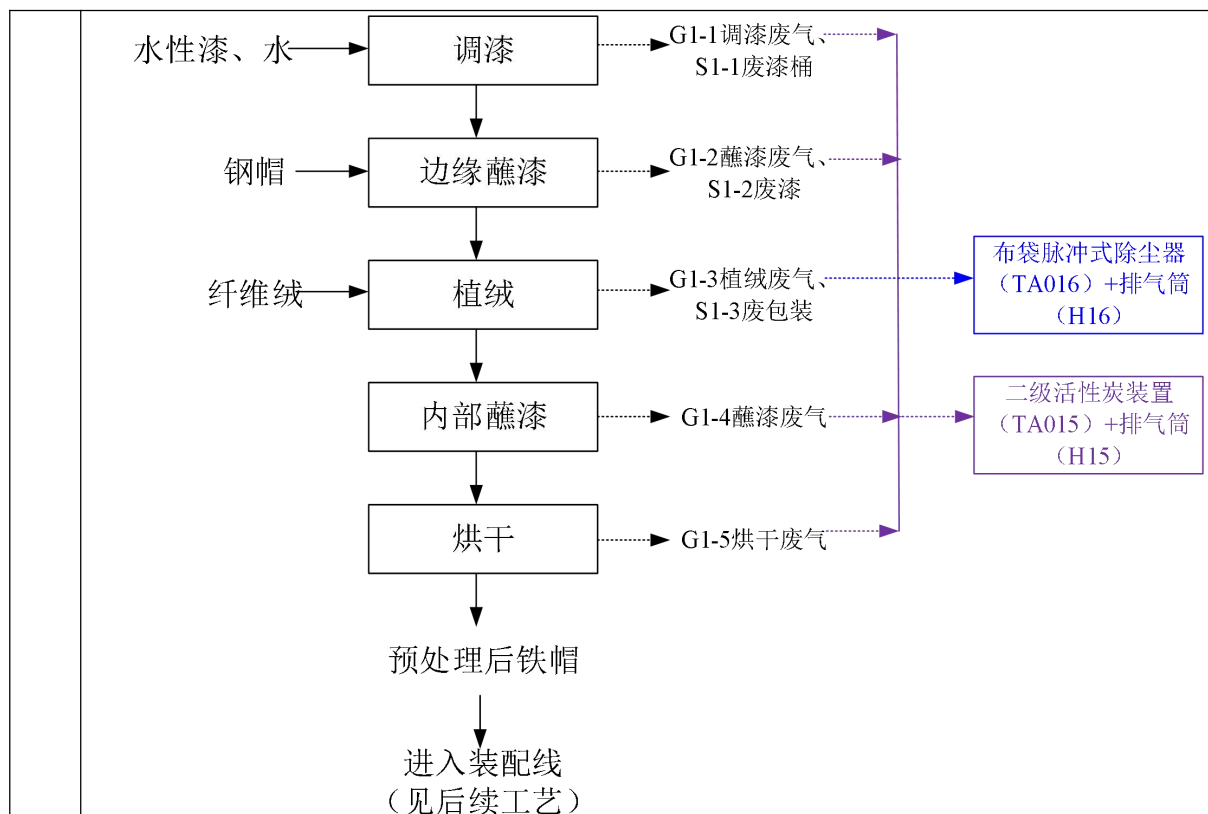 水性漆、水
调漆
G1-1调漆废气、
S1-1废漆桶
钢帽
边缘蘸漆
G1-2蘸漆废气、
S1-2废漆
纤维绒
植绒
G1-3植绒废气、
S1-3废包装
布袋脉冲式除尘器
（TA016）+排气筒
（H16）
内部蘸漆
G1-4蘸漆废气
二级活性炭装置
（TA015）+排气筒
（H15）
烘干
G1-5烘干废气
预处理后铁帽
进入装配线
（见后续工艺）